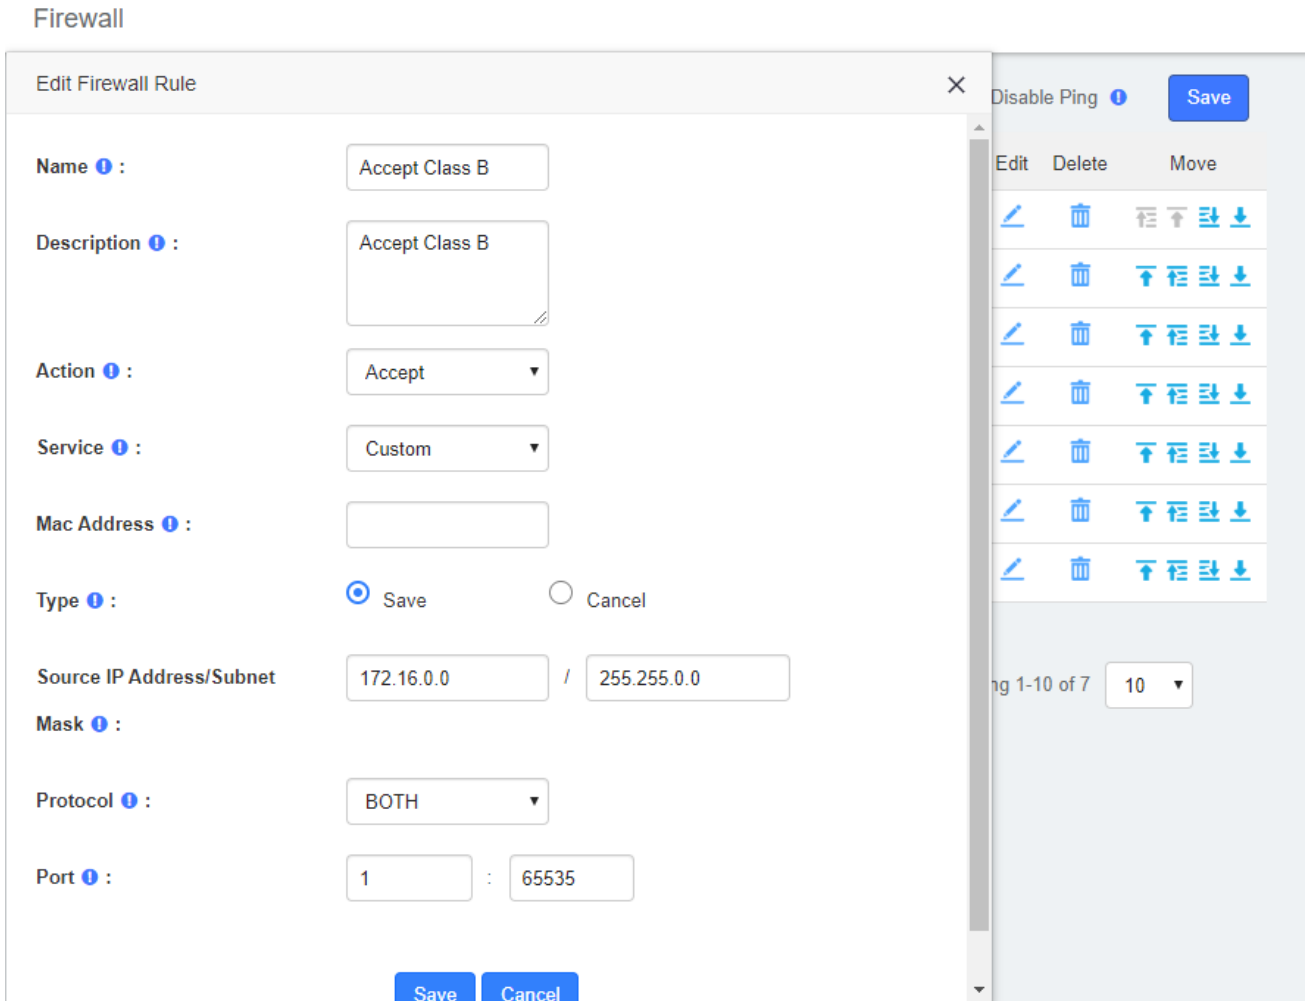 Firewall
Edit Firewall Rule
Disable Ping
Save
Edit Delete Move
Name :
Accept Class B
Description :
Accept Class B
Action :
Accept
Service :
Custom
Mac Address :
Type :
Save
Cancel
Source IP Address/Subnet
Mask :
172.16.0.0 / 255.255.0.0
ng 1-10 of 7
10
Protocol :
BOTH
Port :
1 : 65535
Save
Cancel